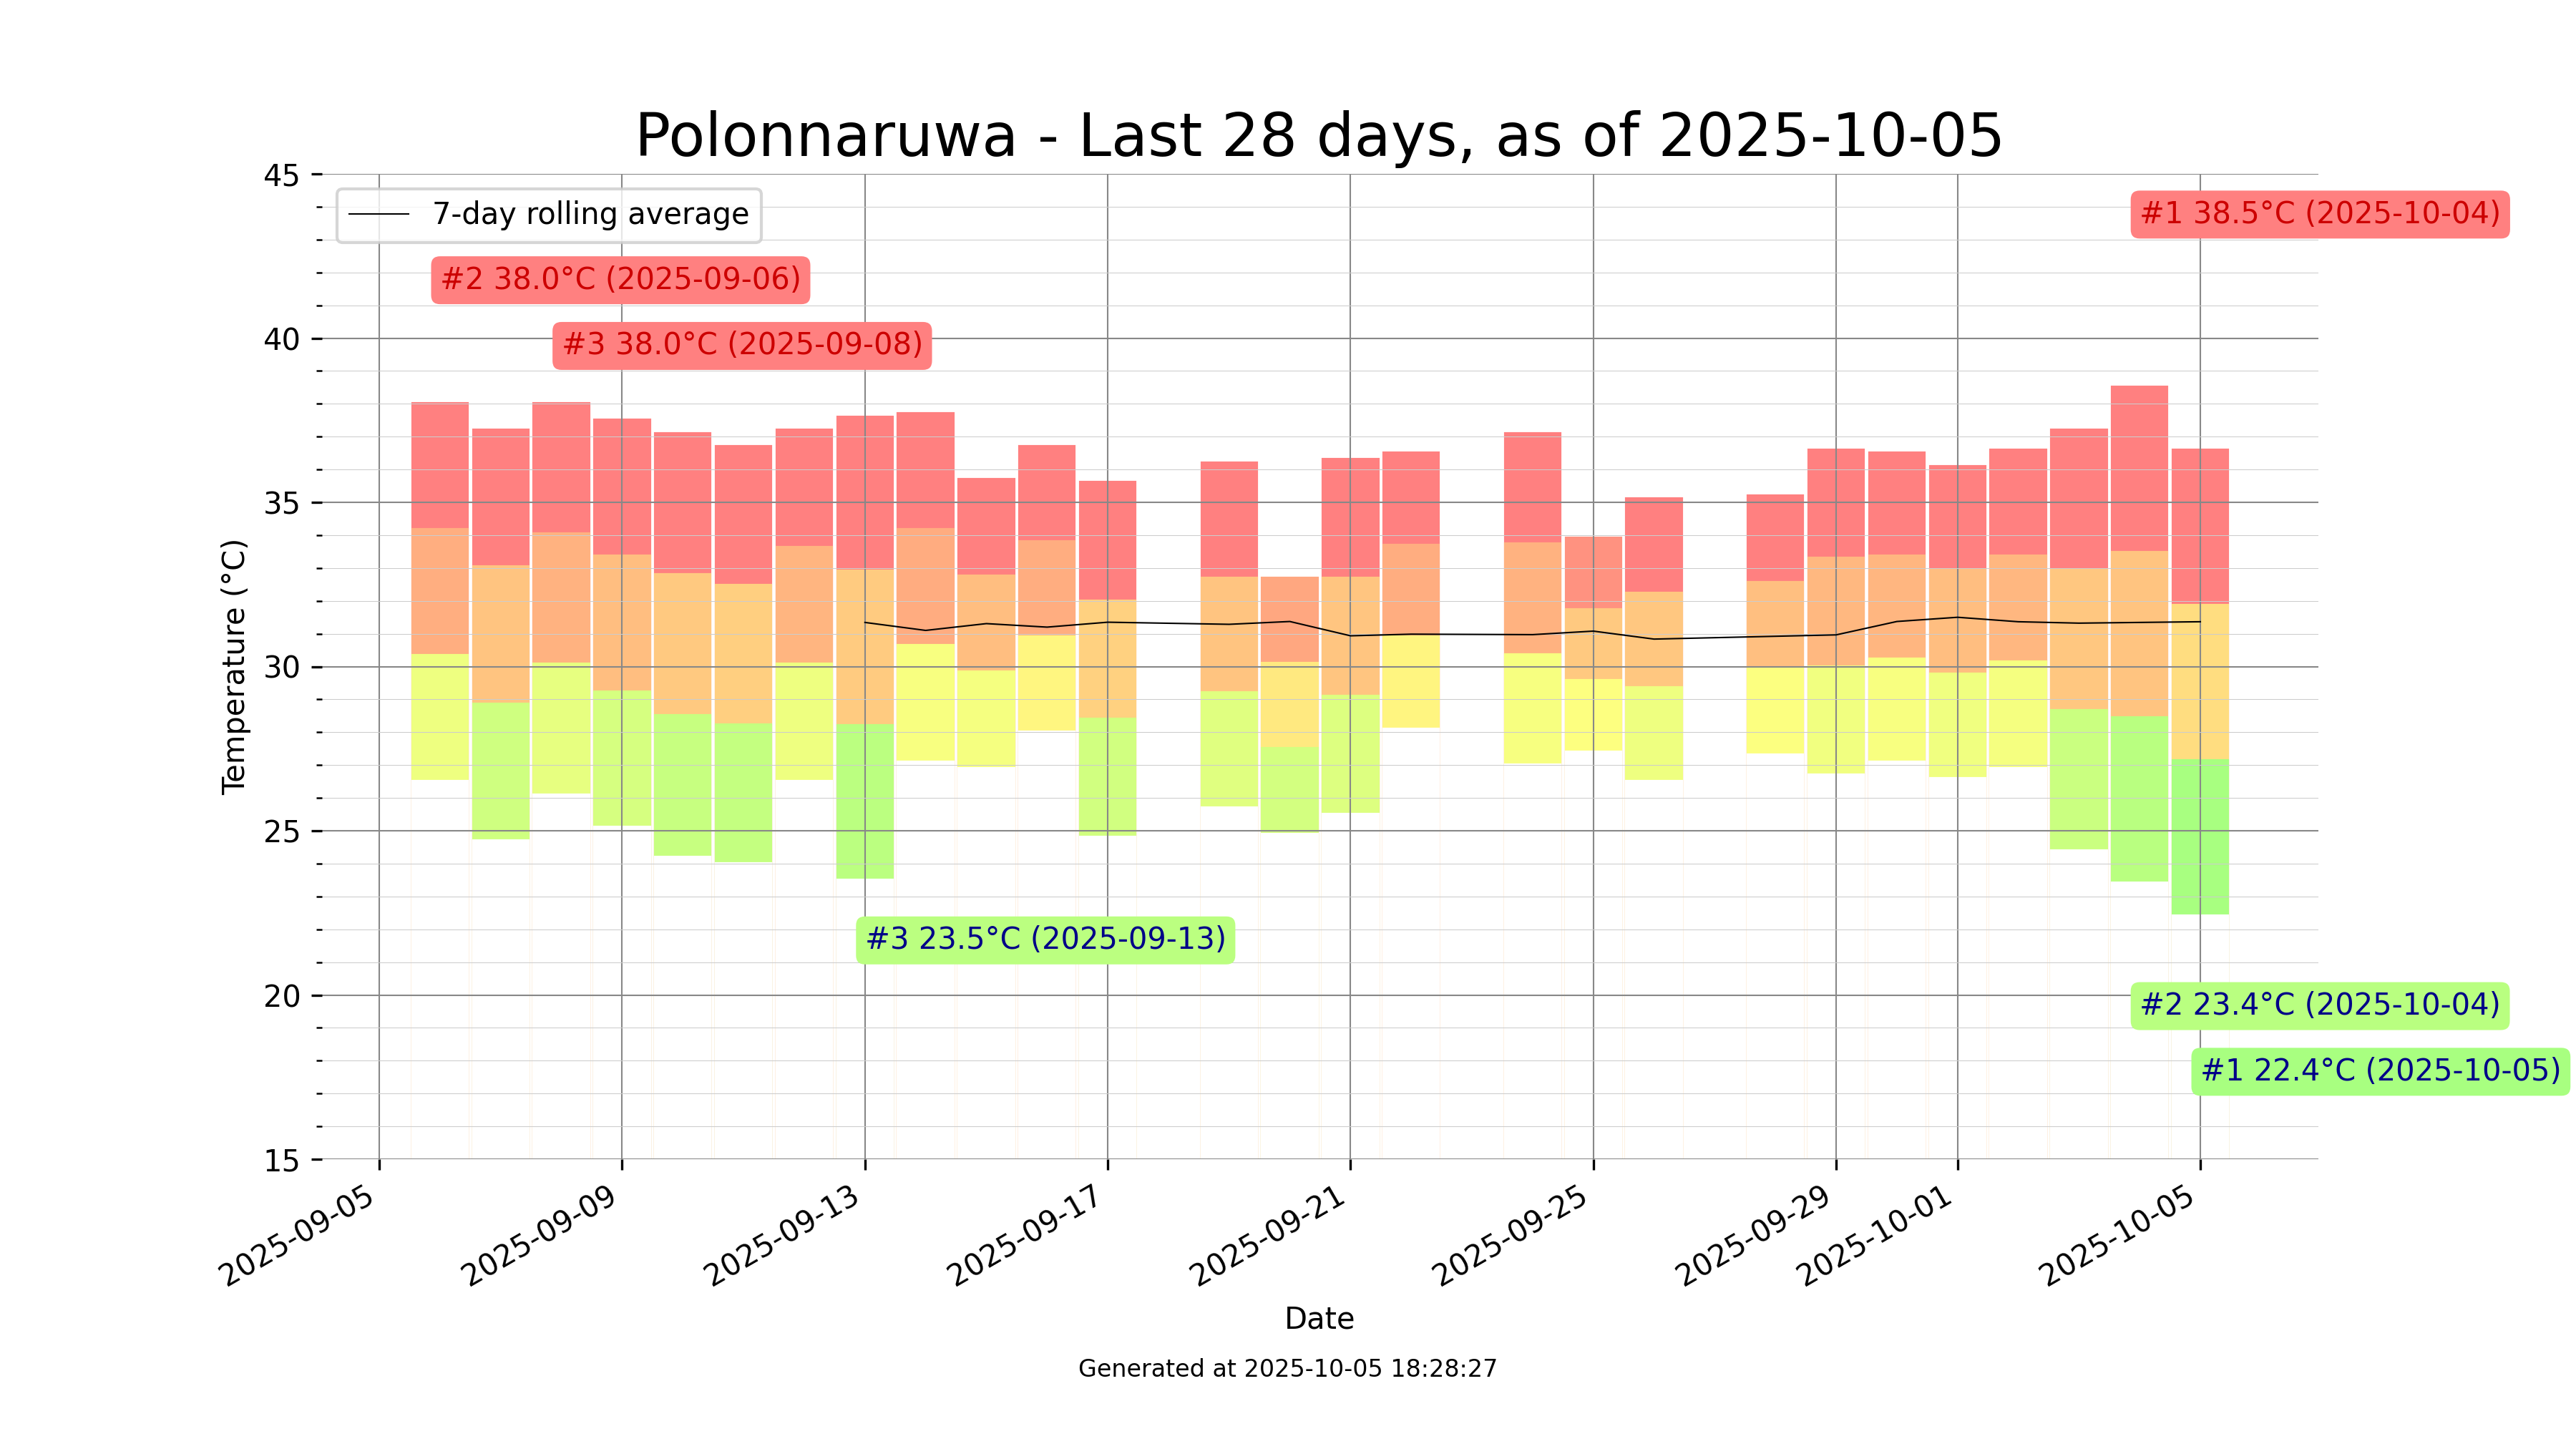 Polonnaruwa - Last 28 days, as of 2025-10-05
45
7-day rolling average
#1 38.5°C (2025-10-04)
#2 38.0°C (2025-09-06)
40
#3 38.0°C (2025-09-08)
35
Temperature (°C)
30
25
#3 23.5°C (2025-09-13)
20
#2 23.4°C (2025-10-04)
#1 22.4°C (2025-10-05)
15
2025-09-05
2025-09-09
2025-09-13
2025-09-17
2025-09-21
2025-09-25
2025-09-29
2025-10-01
2025-10-05
Date
Generated at 2025-10-05 18:28:27